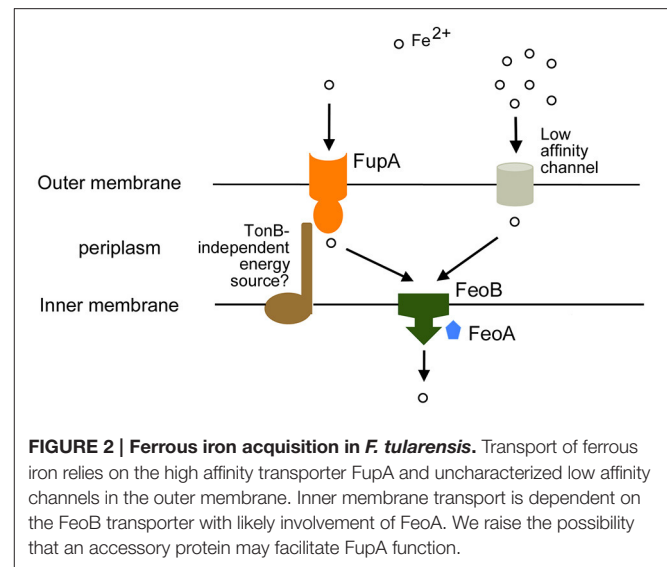 Fe2+
Low
affinity
channel
FupA
Outer membrane
TonB-
independent
energy
source?
periplasm
FeoB
Inner membrane
FeoA
FIGURE 2 | Ferrous iron acquisition in F. tularensis. Transport of ferrous
iron relies on the high affinity transporter FupA and uncharacterized low affinity
channels in the outer membrane. Inner membrane transport is dependent on
the FeoB transporter with likely involvement of FeoA. We raise the possibility
that an accessory protein may facilitate FupA function.